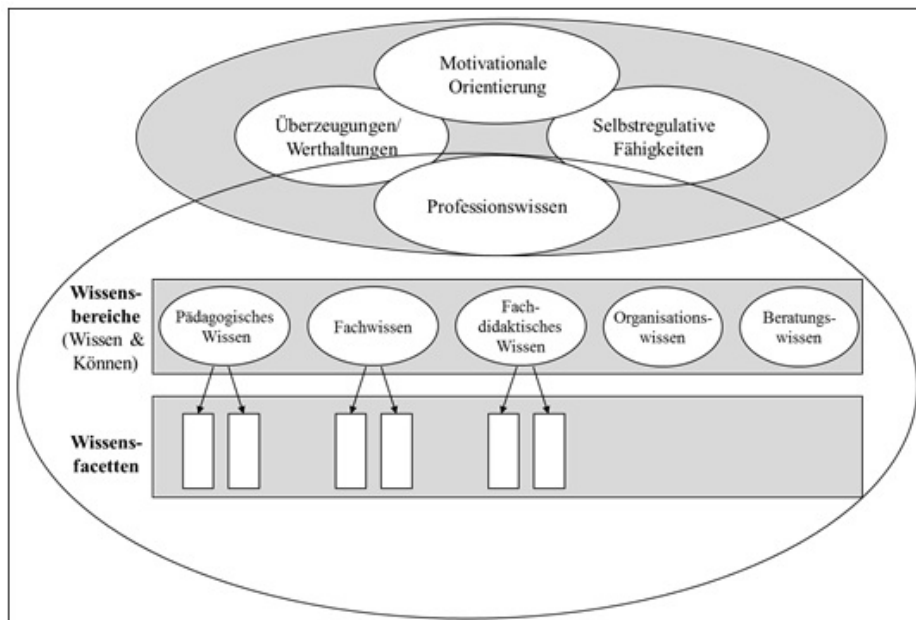 Motivationale
Orientierung
Überzeugungen/
Werthaltungen
Selbstregulative
Fähigkeiten
Professionswissen
Wissens-
bereiche
(Wissen &
Können)
Pädagogisches
Wissen
Fachwissen
Fach-
didaktisches
Wissen
Organisations-
wissen
Beratungs-
wissen
Wissens-
facetten